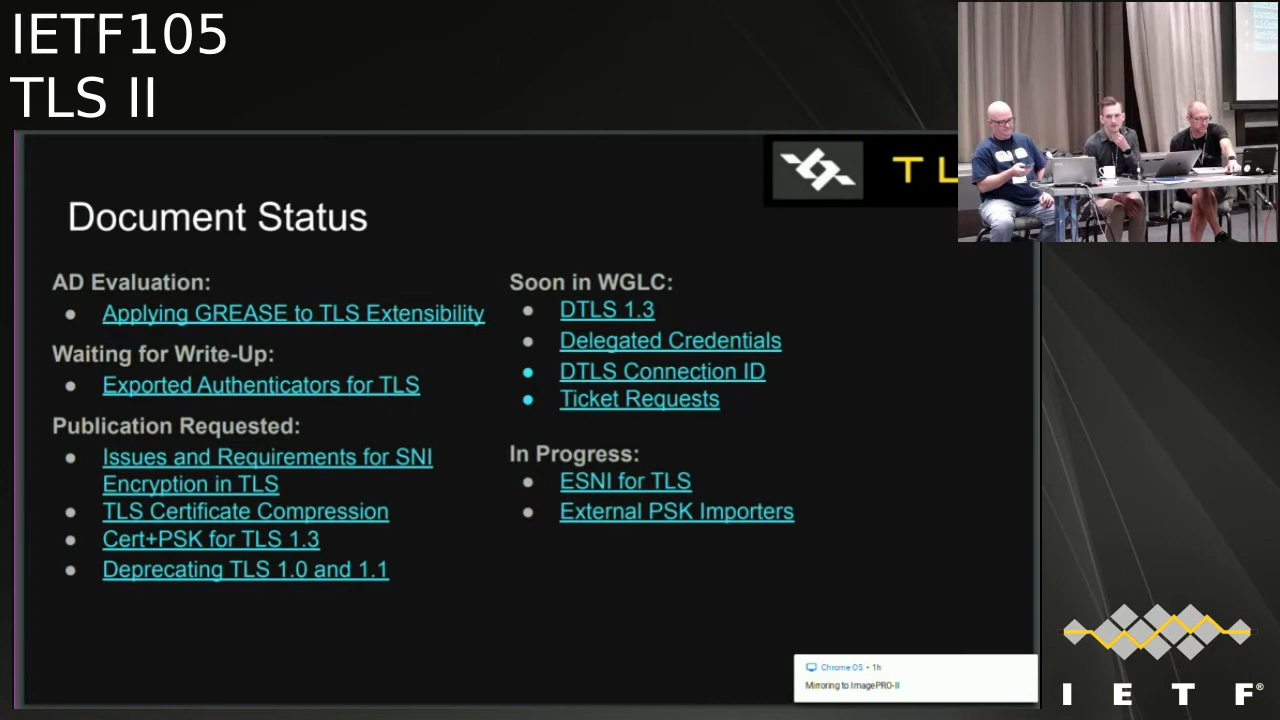 IETF105
TLS II
T L
Document Status
AD Evaluation:
Applying GREASE to TLS Extensibility
Waiting for Write-Up:
Exported Authenticators for TLS
Publication Requested:
Issues and Requirements for SNI
Encryption in TLS
TLS Certificate Compression
Cert+PSK for TLS 1.3
Deprecating TLS 1.0 and 1.1
Soon in WGLC:
DTLS 1.3
Delegated Credentials
DTLS Connection ID
Ticket Requests
In Progress:
ESNI for TLS
External PSK Importers
Chrome OS • 1h
Mirroring to ImagePRO-II
I E T F®